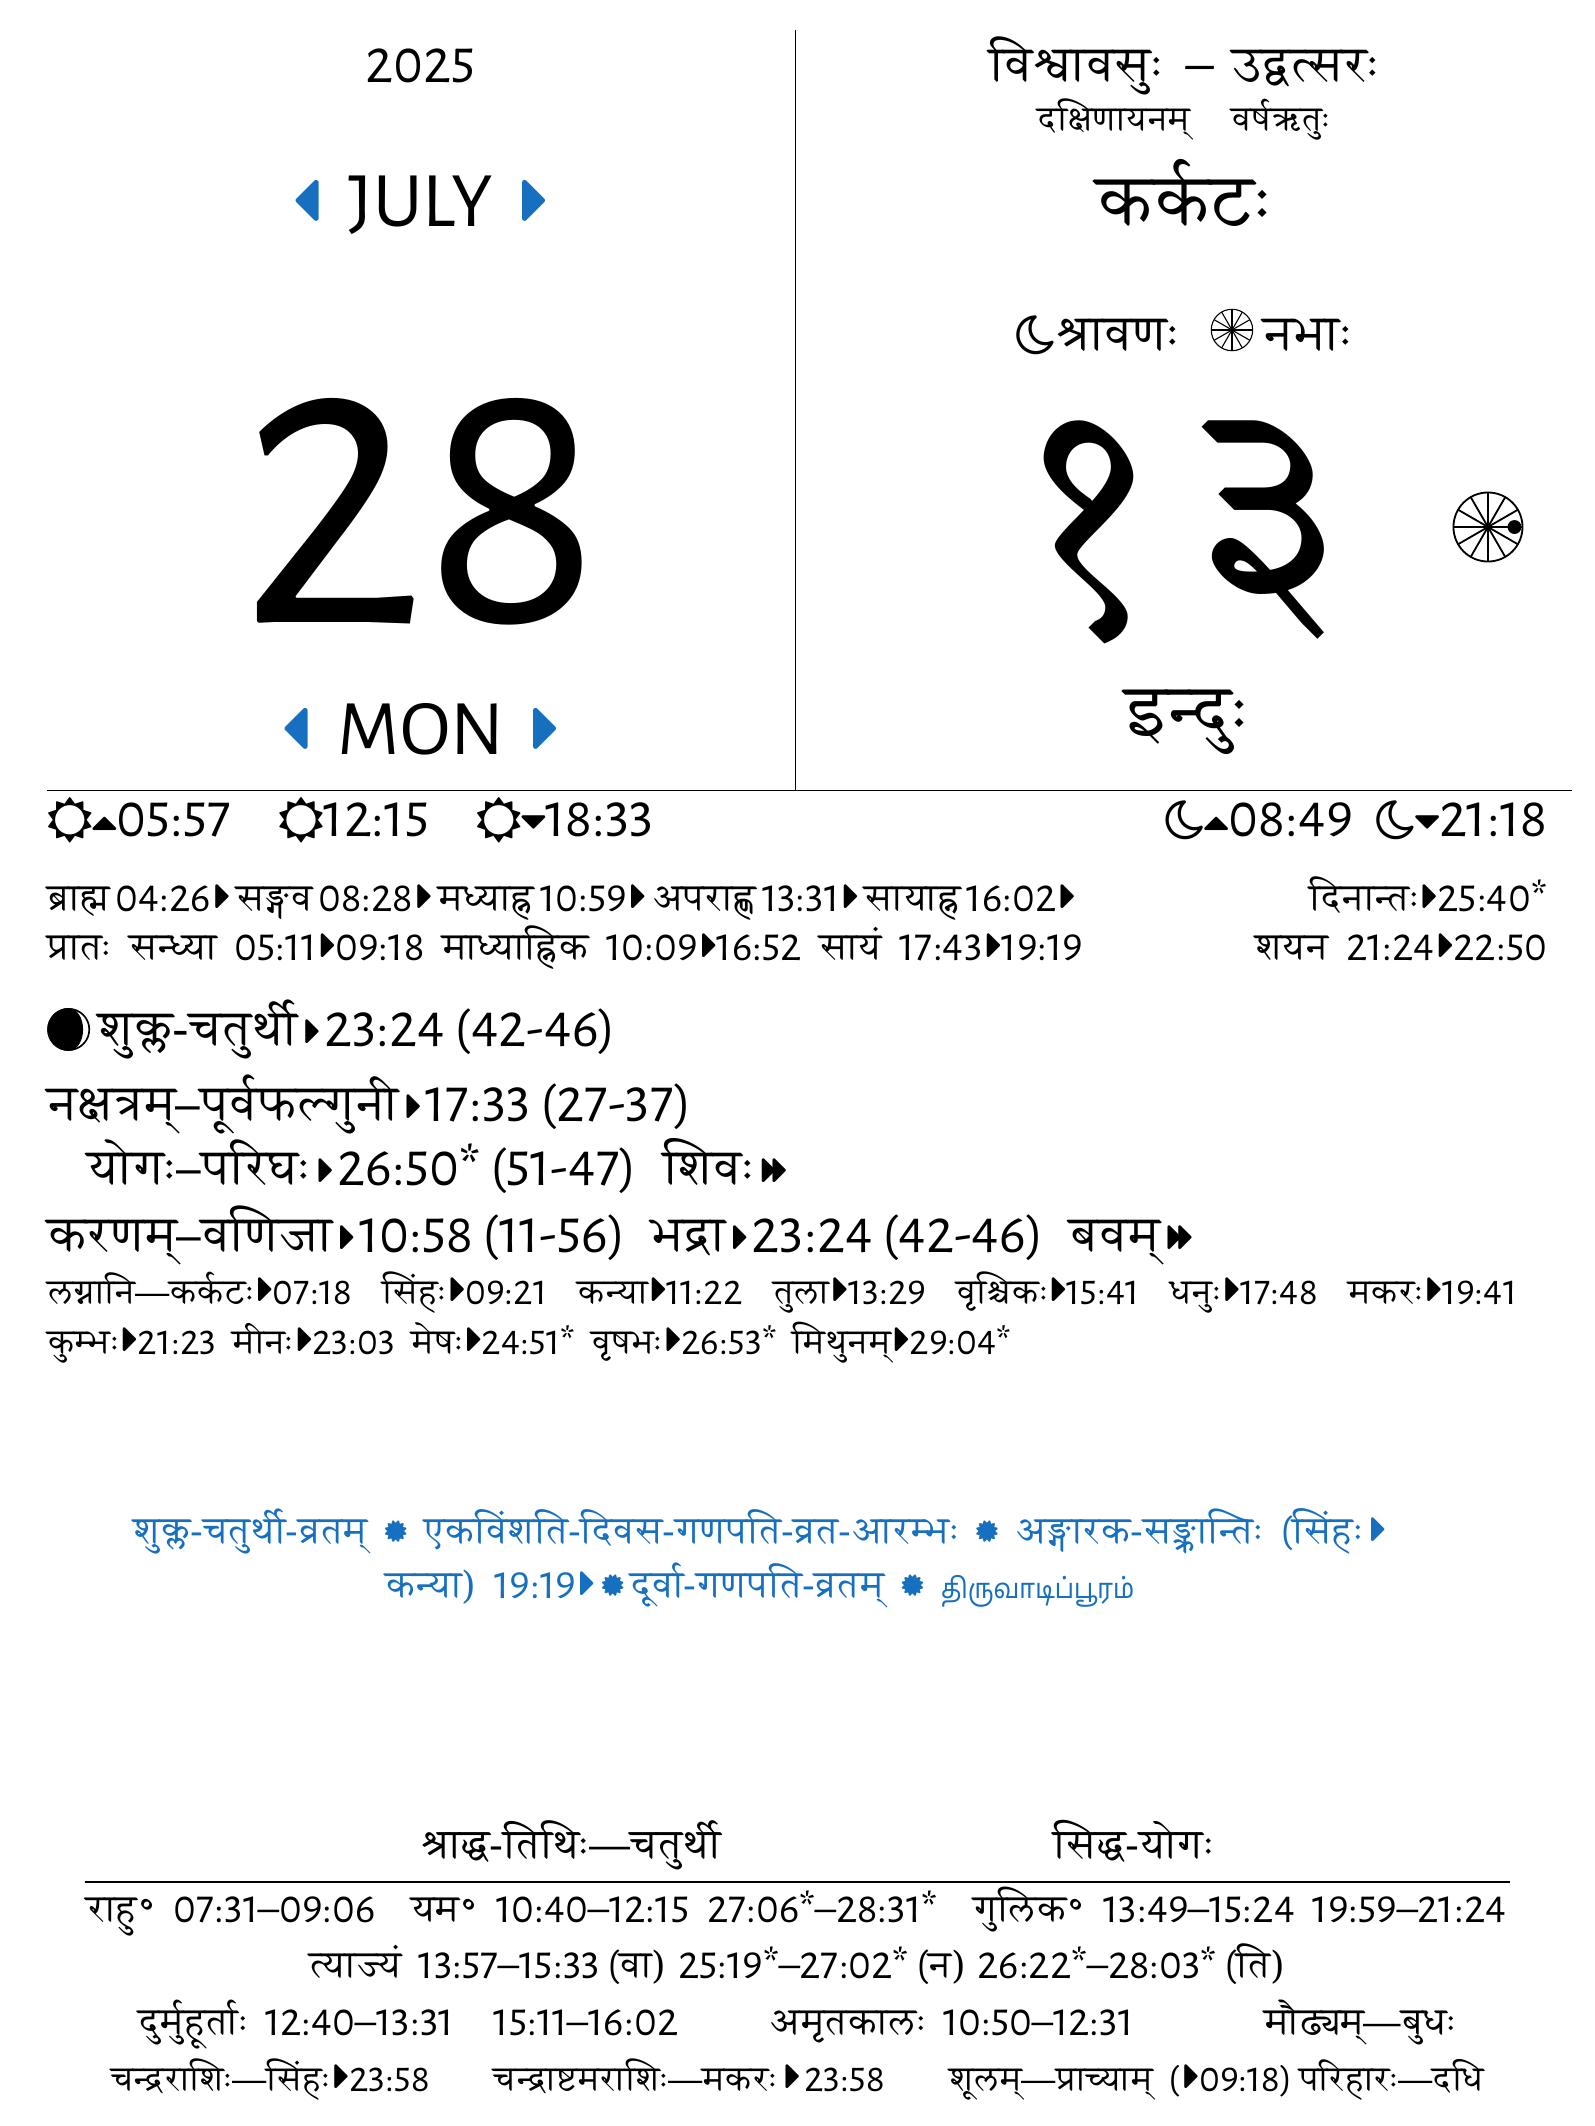 2025
JULY
28
MON
विश्वावसुः – उद्वत्सरः
दक्षिणायनम् वर्षऋतुः
कर्कटः
श्रावणः नभाः
१३
इन्दुः
05:57 12:15 18:33 08:49 21:18
ब्राह्म 04:26 सङ्गव 08:28 मध्याह्न 10:59 अपराह्ण 13:31 सायाह्न 16:02 दिनान्तः 25:40*
प्रातः सन्ध्या 05:11 09:18 माध्याह्निक 10:09 16:52 सायं 17:43 19:19 शयन 21:24 22:50
शुक्ल-चतुर्थी 23:24 (42-46)
नक्षत्रम्–पूर्वफल्गुनी 17:33 (27-37)
योगः–परिघः 26:50* (51-47) शिवः
करणम्–वणिजा 10:58 (11-56) भद्रा 23:24 (42-46) बवम्
लग्नानि—कर्कटः 07:18 सिंहः 09:21 कन्या 11:22 तुला 13:29 वृश्चिकः 15:41 धनुः 17:48 मकरः 19:41
कुम्भः 21:23 मीनः 23:03 मेषः 24:51* वृषभः 26:53* मिथुनम् 29:04*
शुक्ल-चतुर्थी-व्रतम् ✹ एकविंशति-दिवस-गणपति-व्रत-आरम्भः ✹ अङ्गारक-सङ्क्रान्तिः (सिंहः
कन्या) 19:19 ✹ दूर्वा-गणपति-व्रतम् ✹ திருவாடிப்பூரம்
श्राद्ध-तिथिः—चतुर्थी सिद्ध-योगः
राहु॰ 07:31–09:06 यम॰ 10:40–12:15 27:06*–28:31* गुलिक॰ 13:49–15:24 19:59–21:24
त्याज्यं 13:57–15:33 (वा) 25:19*–27:02* (न) 26:22*–28:03* (ति)
दुर्मुहूर्ताः 12:40–13:31 15:11–16:02 अमृतकालः 10:50–12:31 मौढ्यम्—बुधः
चन्द्रराशिः—सिंहः 23:58 चन्द्राष्टमराशिः—मकरः 23:58 शूलम्—प्राच्याम् (09:18) परिहारः—दधि